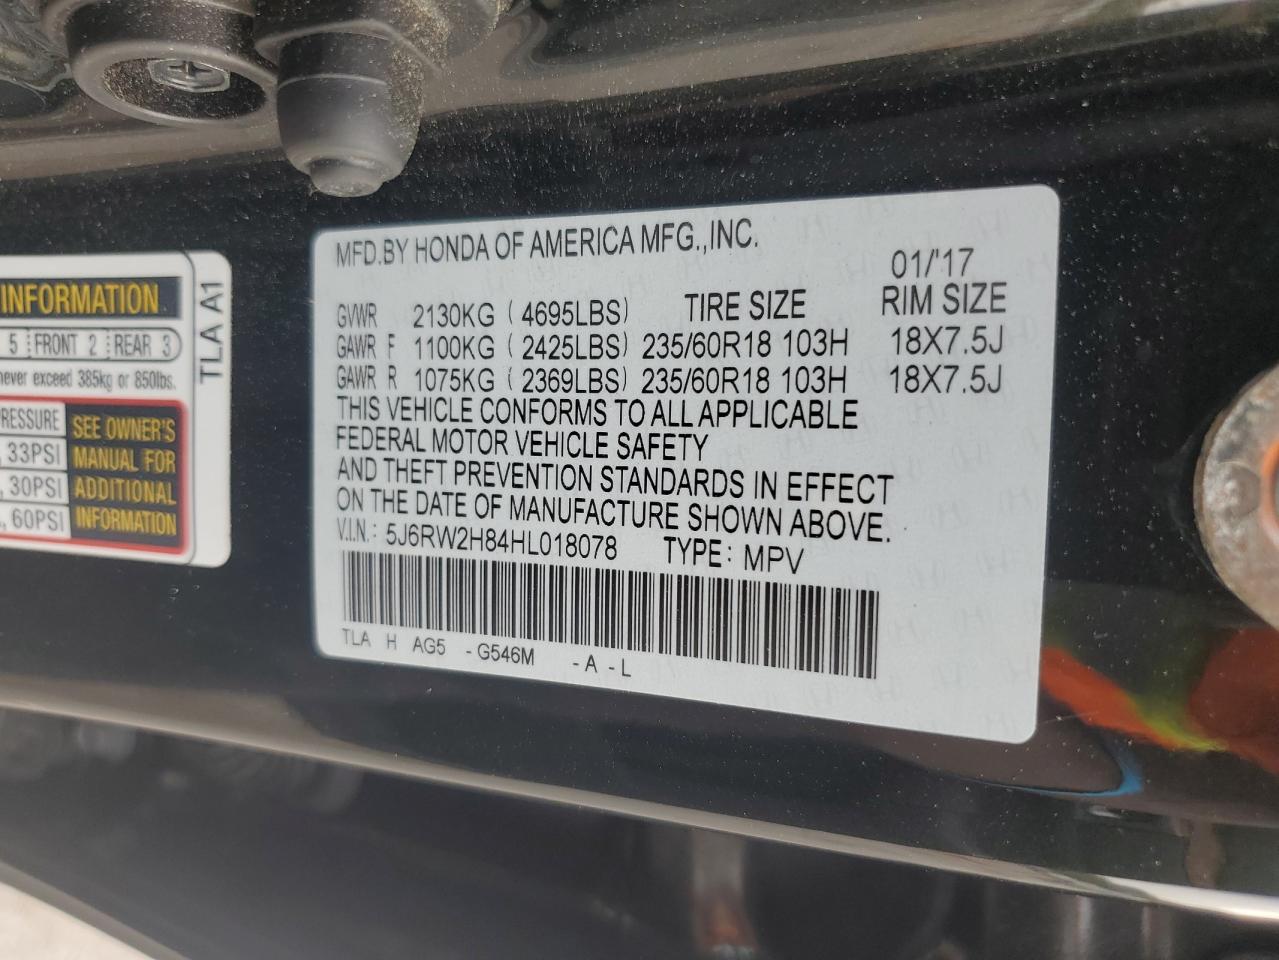 INFORMATION
5 FRONT 2 REAR 3
never exceed 385kg or 850lbs.
PRESSURE
33PSI
30PSI
60PSI
SEE OWNER'S
MANUAL FOR
ADDITIONAL
INFORMATION
TLA A1
MFD.BY HONDA OF AMERICA MFG.,INC.
01/'17
GVWR 2130KG (4695LBS) TIRE SIZE RIM SIZE
GAWR F 1100KG (2425LBS) 235/60R18 103H 18X7.5J
GAWR R 1075KG (2369LBS) 235/60R18 103H 18X7.5J
THIS VEHICLE CONFORMS TO ALL APPLICABLE
FEDERAL MOTOR VEHICLE SAFETY
AND THEFT PREVENTION STANDARDS IN EFFECT
ON THE DATE OF MANUFACTURE SHOWN ABOVE.
V.I.N.: 5J6RW2H84HL018078 TYPE: MPV
TLA H AG5 -G546M -A -L